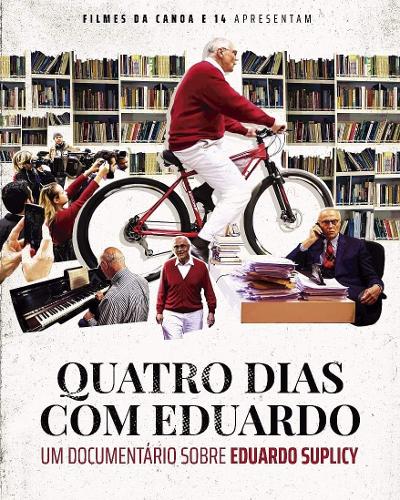 FILMES DA CANOA E 14 APRESENTAM
QUATRO DIAS
COM EDUARDO
UM DOCUMENTÁRIO SOBRE EDUARDO SUPLICY